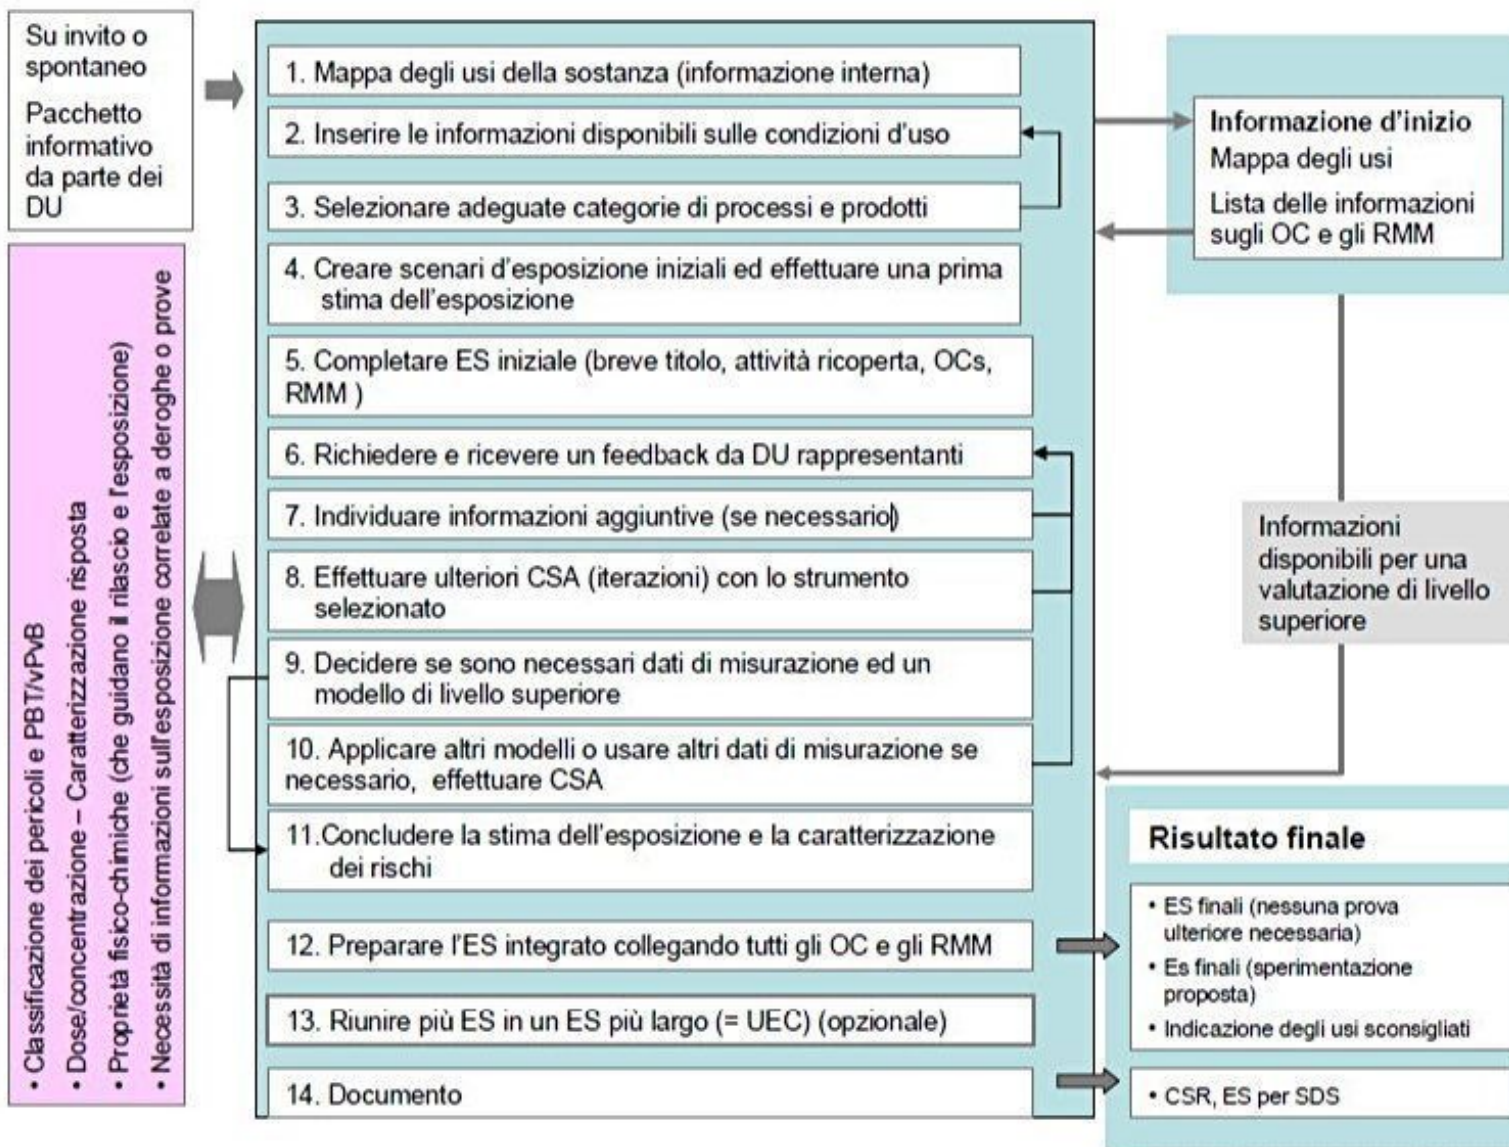 Su invito o
spontaneo
Pacchetto
informativo
da parte dei
DU
• Classificazione dei pericoli e PBT/vPvB
• Dose/concentrazione – Caratterizzazione risposta
• Proprietà fisico-chimiche (che guidano il rilascio e l'esposizione)
• Necessità di informazioni sull'esposizione correlate a deroghe o prove
1. Mappa degli usi della sostanza (informazione interna)
2. Inserire le informazioni disponibili sulle condizioni d'uso
3. Selezionare adeguate categorie di processi e prodotti
4. Creare scenari d'esposizione iniziali ed effettuare una prima
stima dell'esposizione
5. Completare ES iniziale (breve titolo, attività ricoperta, OCs,
RMM )
6. Richiedere e ricevere un feedback da DU rappresentanti
7. Individuare informazioni aggiuntive (se necessario)
8. Effettuare ulteriori CSA (iterazioni) con lo strumento
selezionato
9. Decidere se sono necessari dati di misurazione ed un
modello di livello superiore
10. Applicare altri modelli o usare altri dati di misurazione se
necessario, effettuare CSA
11.Concludere la stima dell'esposizione e la caratterizzazione
dei rischi
12. Preparare l'ES integrato collegando tutti gli OC e gli RMM
13. Riunire più ES in un ES più largo (= UEC) (opzionale)
14. Documento
Informazione d'inizio
Mappa degli usi
Lista delle informazioni
sugli OC e gli RMM
Informazioni
disponibili per una
valutazione di livello
superiore
Risultato finale
• ES finali (nessuna prova
ulteriore necessaria)
• Es finali (sperimentazione
proposta)
• Indicazione degli usi sconsigliati
• CSR, ES per SDS